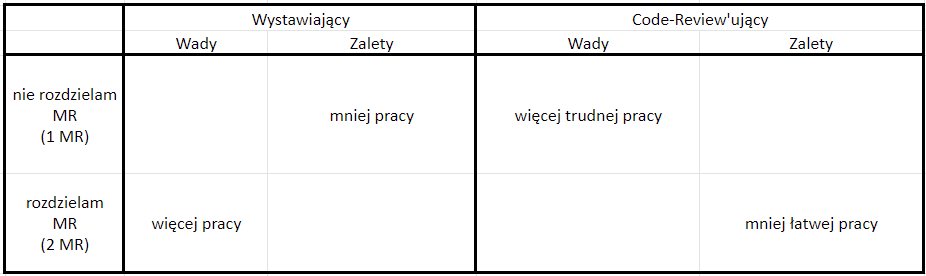 Wystawiający
Code-Review'ujący
Wady
Zalety
Wady
Zalety
nie rozdzielam
MR
(1 MR)
mniej pracy
więcej trudnej pracy
rozdzielam
MR
(2 MR)
więcej pracy
mniej łatwej pracy